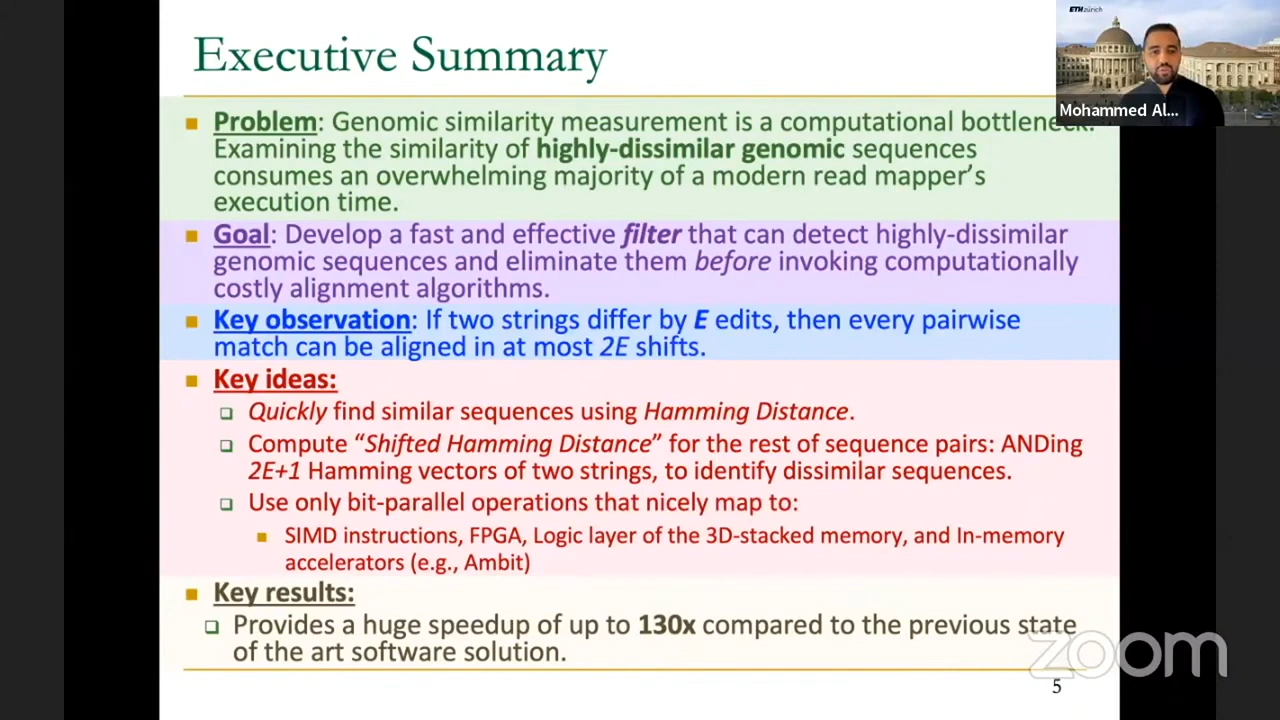 Executive Summary
ETH zürich
Mohammed Al...
■ Problem: Genomic similarity measurement is a computational bottleneck.
Examining the similarity of highly-dissimilar genomic sequences
consumes an overwhelming majority of a modern read mapper's
execution time.
■ Goal: Develop a fast and effective filter that can detect highly-dissimilar
genomic sequences and eliminate them before invoking computationally
costly alignment algorithms.
■ Key observation: If two strings differ by E edits, then every pairwise
match can be aligned in at most 2E shifts.
■ Key ideas:
❑ Quickly find similar sequences using Hamming Distance.
❑ Compute “Shifted Hamming Distance” for the rest of sequence pairs: ANDing
2E+1 Hamming vectors of two strings, to identify dissimilar sequences.
❑ Use only bit-parallel operations that nicely map to:
■ SIMD instructions, FPGA, Logic layer of the 3D-stacked memory, and In-memory
accelerators (e.g., Ambit)
■ Key results:
❑ Provides a huge speedup of up to 130x compared to the previous state
of the art software solution.
zoom
5